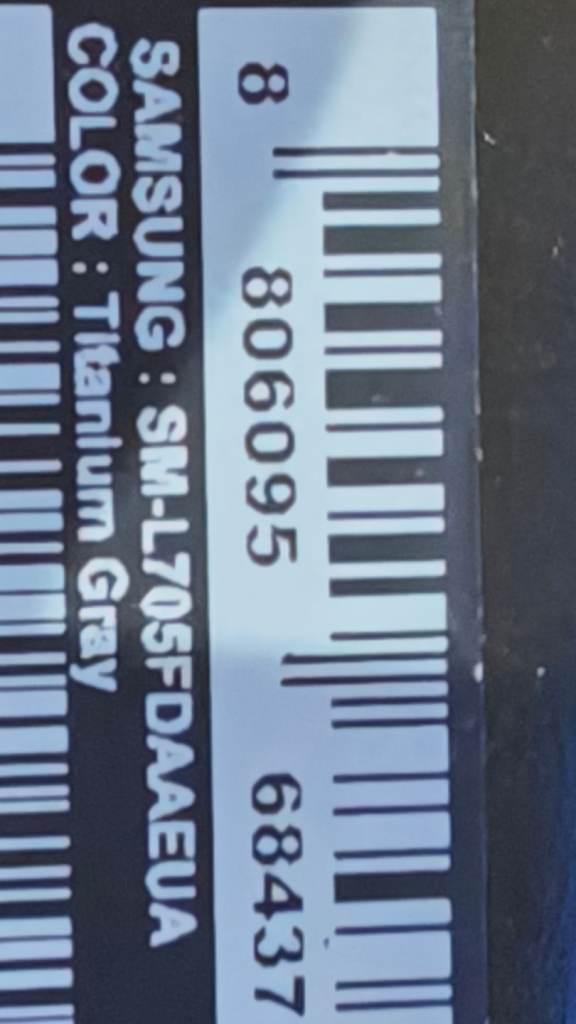 8 806095 68437
SAMSUNG : SM-L705FDAAEUA
COLOR : Titanium Gray